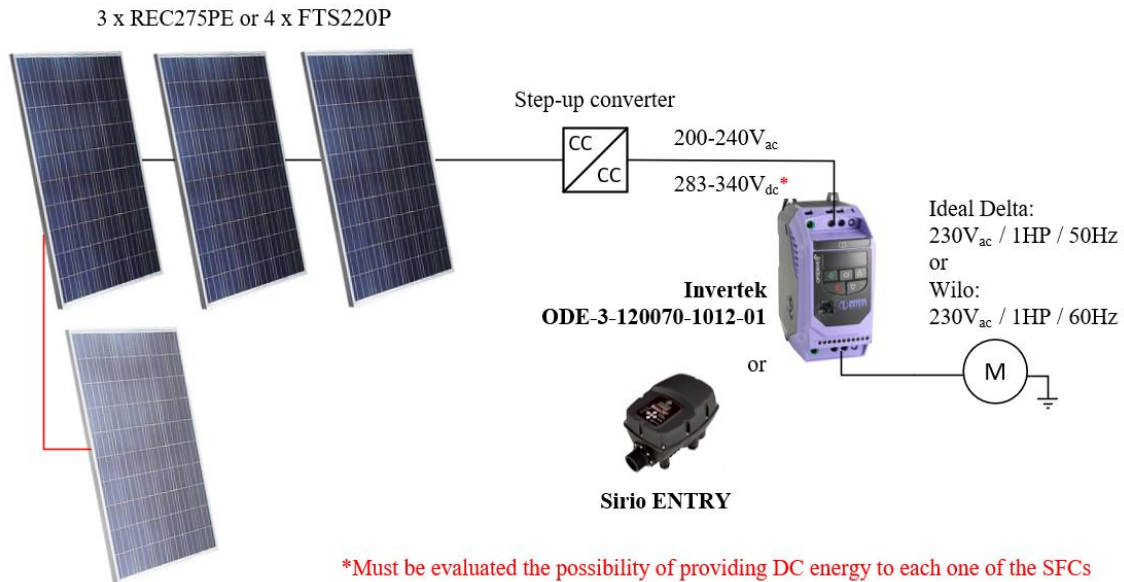 3 x REC275PE or 4 x FTS220P
Step-up converter
CC
CC
200-240Vac
283-340Vdc*
Ideal Delta:
230Vac / 1HP / 50Hz
or
Wilo:
230Vac / 1HP / 60Hz
Invertek
ODE-3-120070-1012-01
or
M
Sirio ENTRY
*Must be evaluated the possibility of providing DC energy to each one of the SFCs